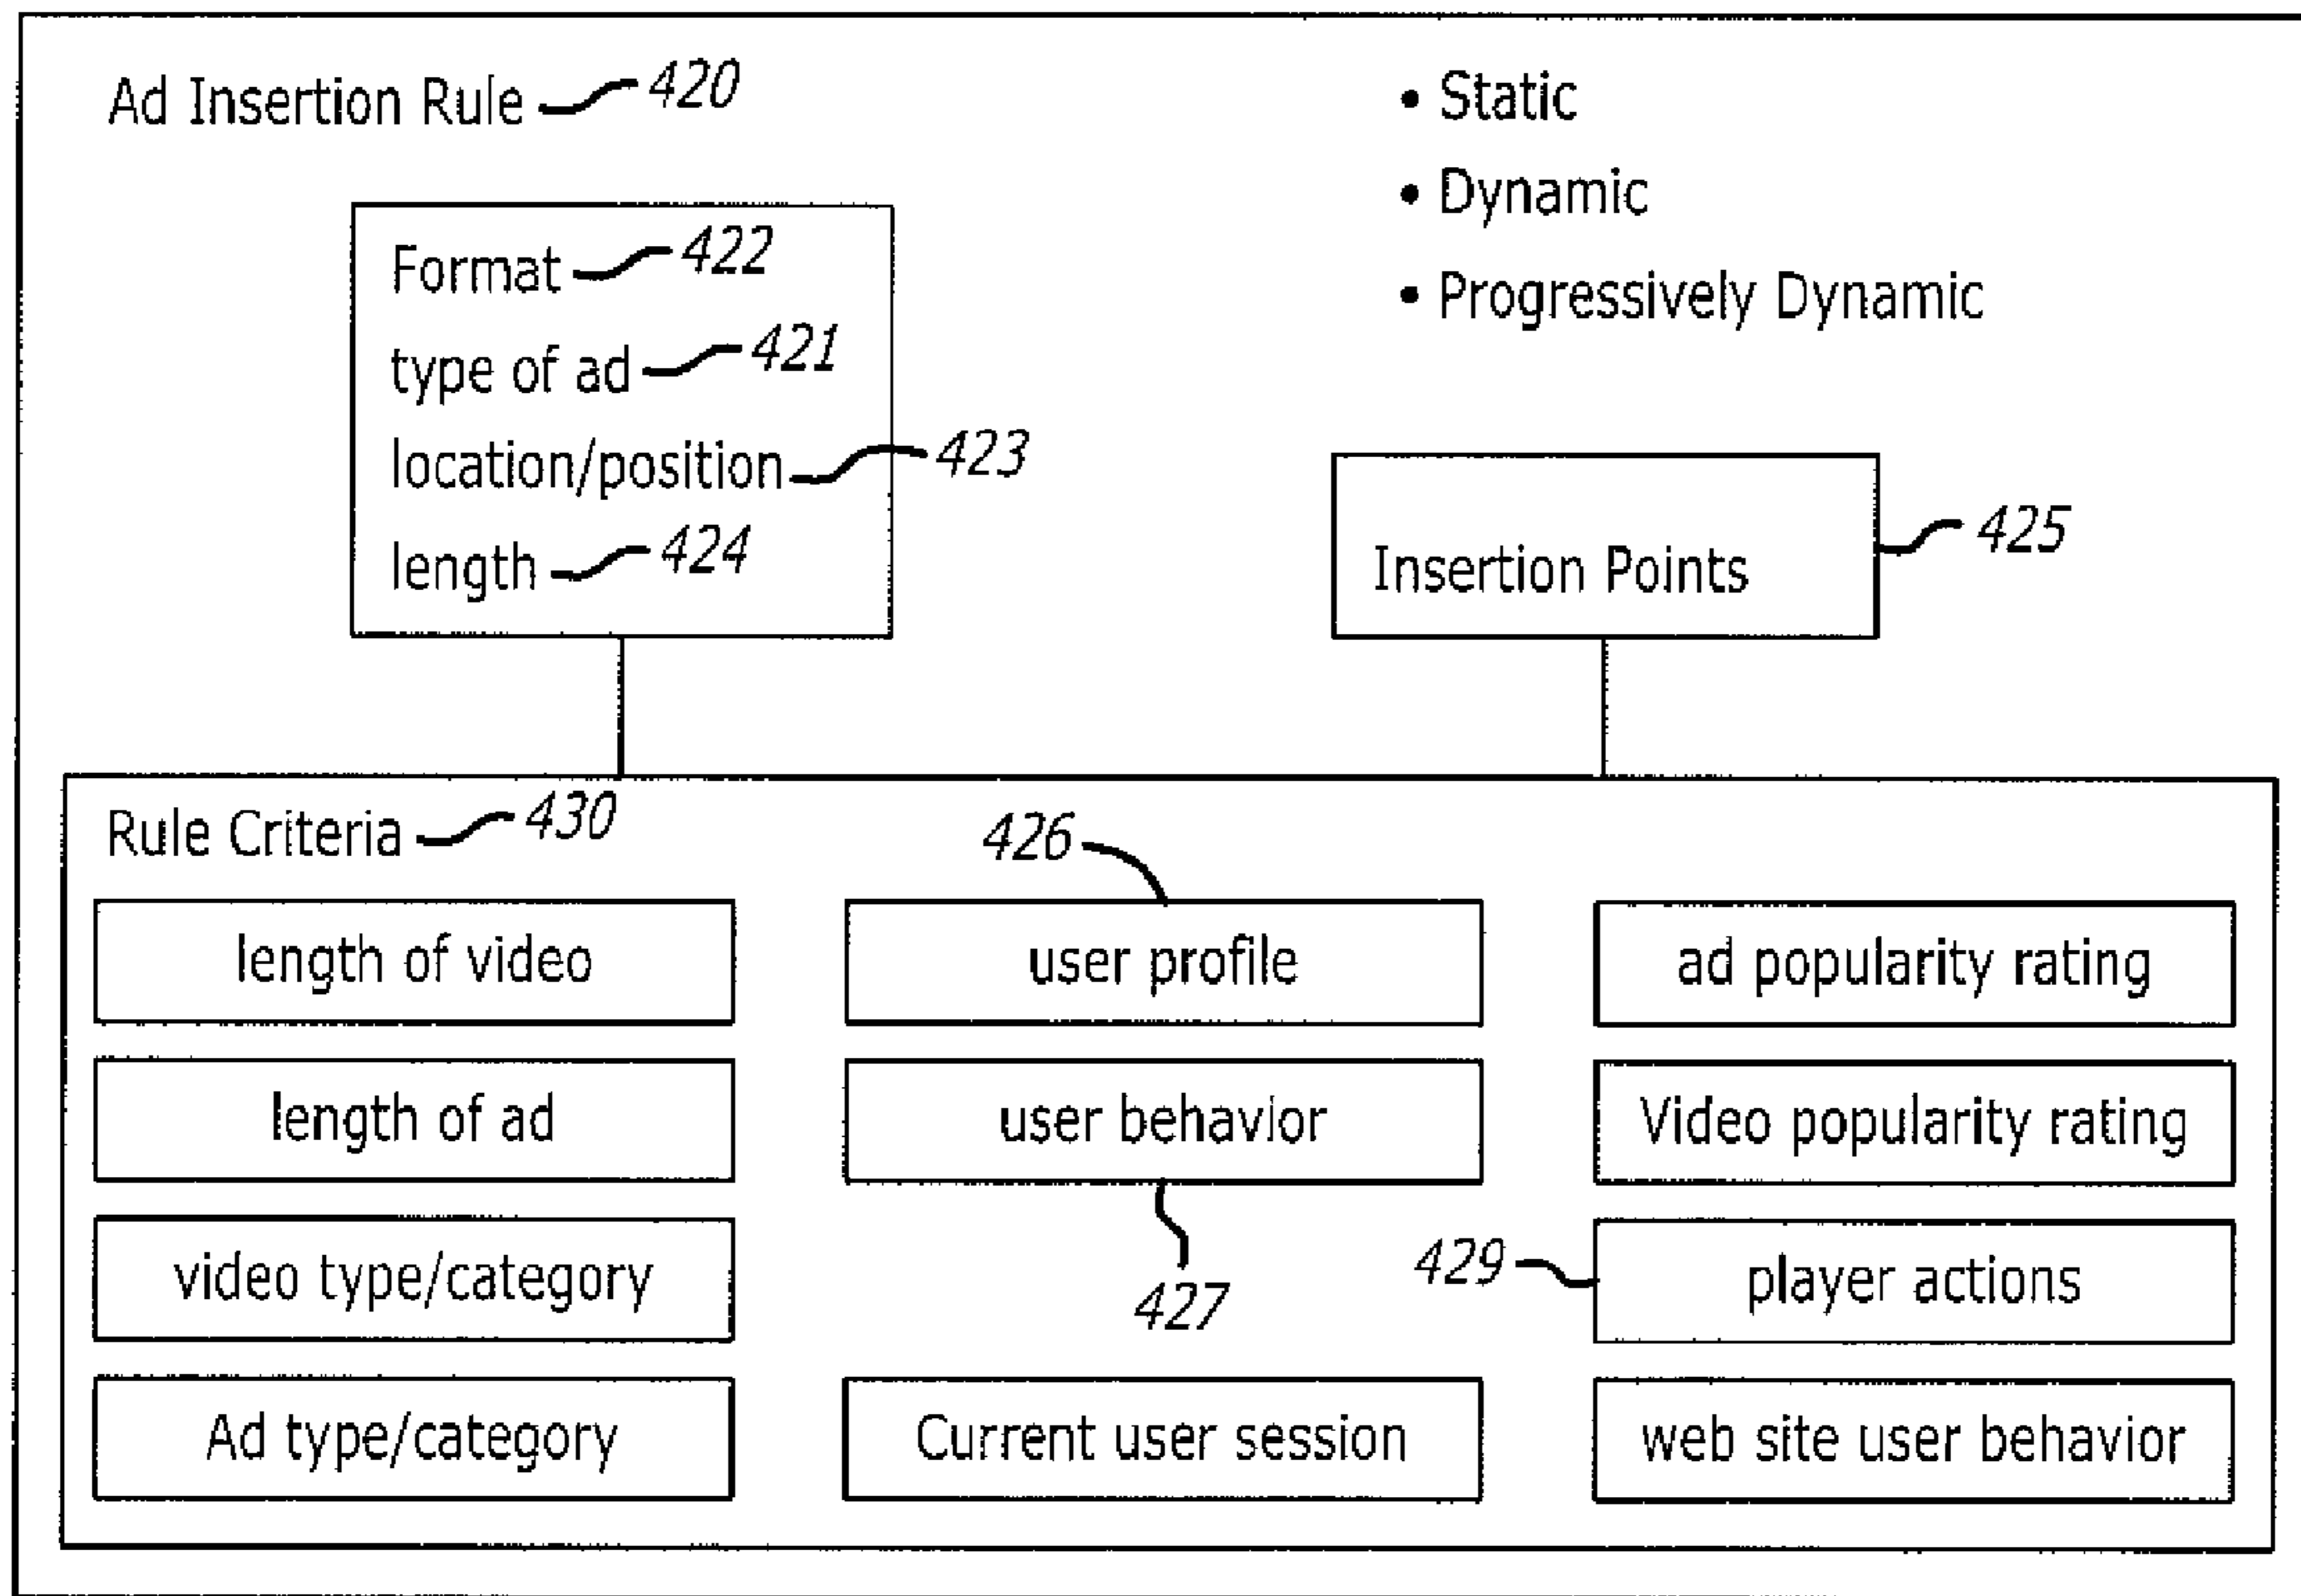 Ad Insertion Rule 420
• Static
• Dynamic
• Progressively Dynamic
Format 422
type of ad 421
location/position 423
length 424
Insertion Points 425
Rule Criteria 430
426
length of video
user profile
ad popularity rating
length of ad
user behavior
Video popularity rating
427
video type/category
429
player actions
Ad type/category
Current user session
web site user behavior